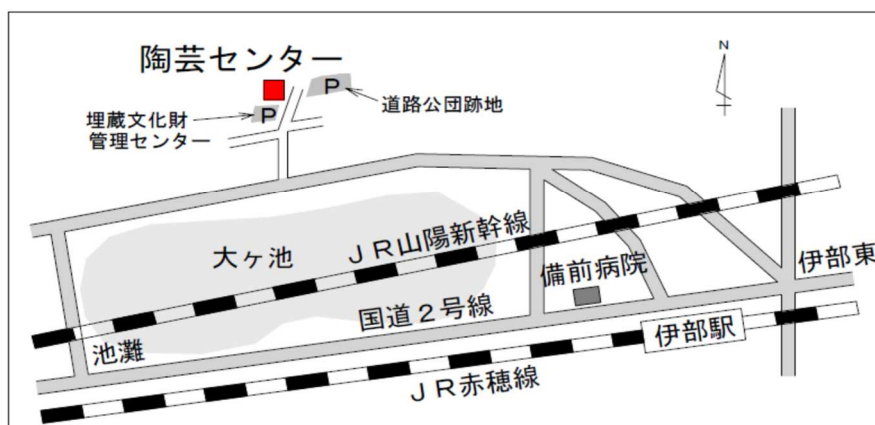 陶芸センター
N
P
道路公団跡地
埋蔵文化財
管理センター
P
大ヶ池
JR山陽新幹線
備前病院
伊部東
国道2号線
池灘
伊部駅
JR赤穂線